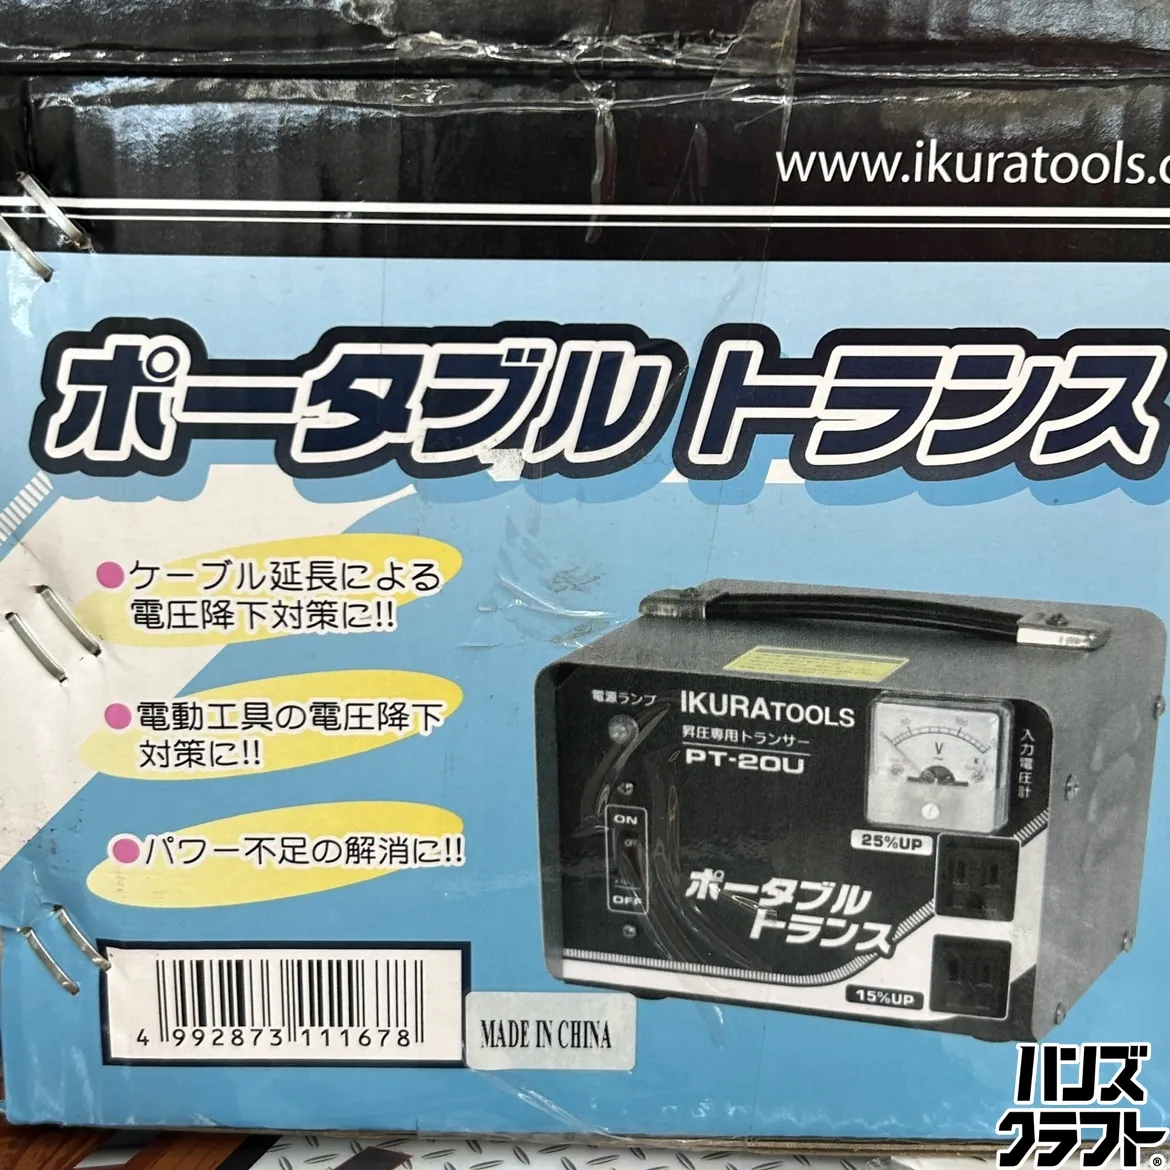 www.ikuratools.c
ポータブルトランス
●ケーブル延長による
電圧降下対策に!!
●電動工具の電圧降下
対策に!!
●パワー不足の解消に!!
電源ランプ
IKURATOOLS
昇圧専用トランサー
PT-20U
V
入力電圧計
ON
OFF
25%UP
ポータブル
トランス
15%UP
4 992873 111678
MADE IN CHINA
ハンズ
クラフト®